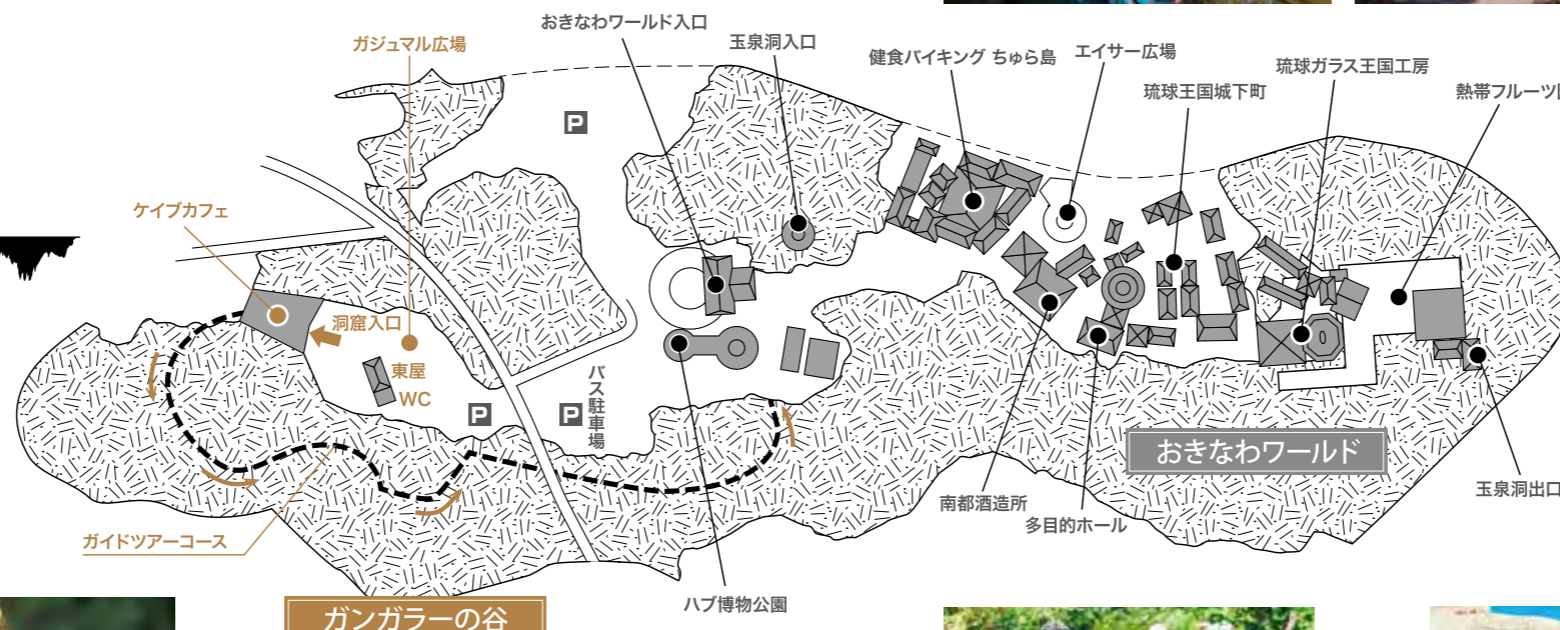 おきなわワールド入口
ガジュマル広場
玉泉洞入口
健食バイキング ちゅら島
エイサー広場
琉球ガラス王国工房
琉球王国城下町
熱帯フルーツ
P
ケイブカフェ
洞窟入口
東屋
WC
P
P
バス駐車場
おきなわワールド
南都酒造所
多目的ホール
玉泉洞出口
ガイドツアーコース
ハブ博物公園
ガンガラーの谷